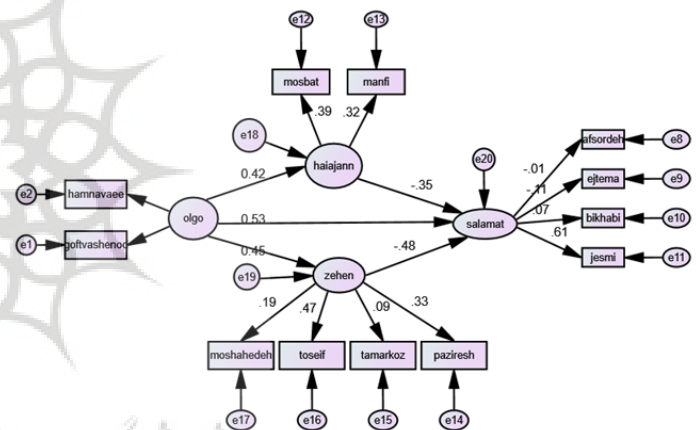 e12
e13
mosbat
manfi
.39
.32
e18
haiajann
0.42
-.35
e20
afsordeh
e8
-.01
ejtema
e9
-.11
e2
hamnavaee
olgo
0.53
salamat
.07
bikhabi
e10
e1
goftvashenod
0.45
-.48
.61
jesmi
e11
e19
zehen
.19
.47
.09
.33
moshahedeh
toseif
tamarkoz
paziresh
e17
e16
e15
e14